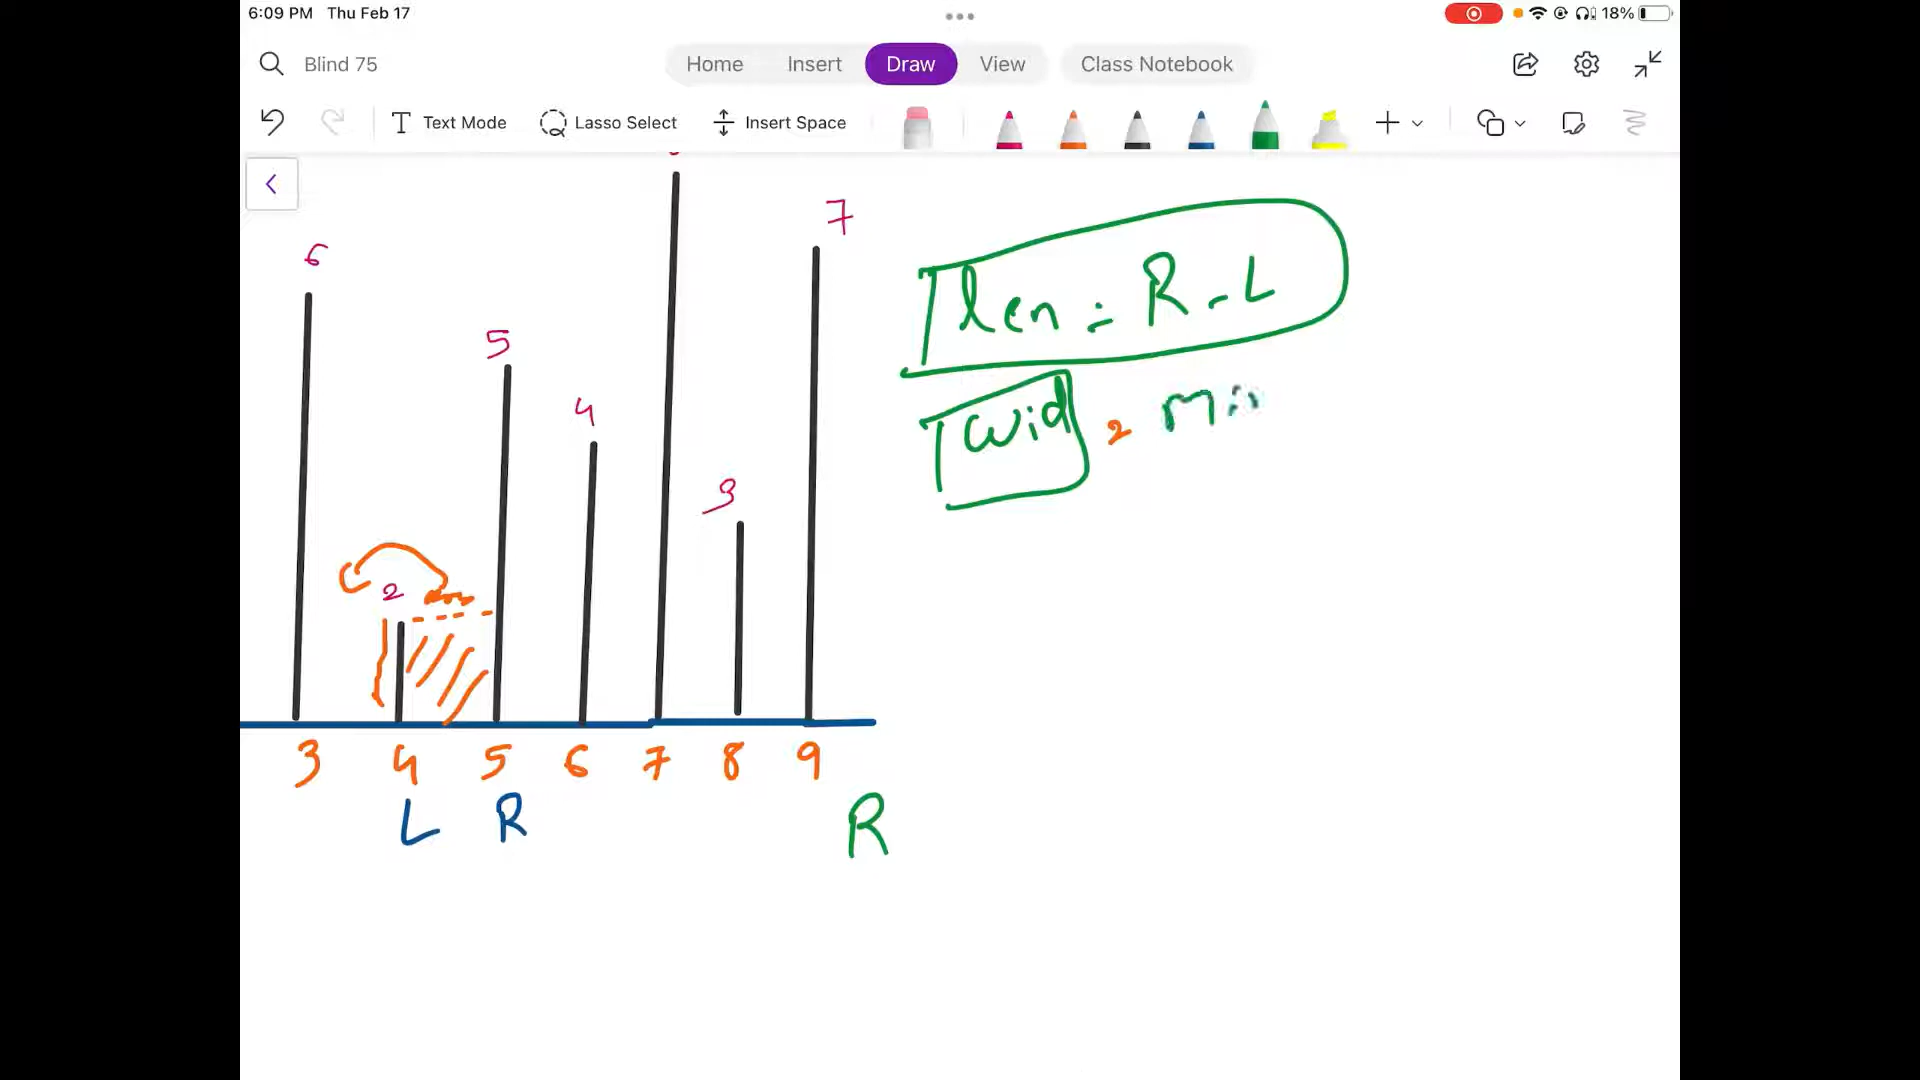 6:09 PM Thu Feb 17
18%
Blind 75
Home Insert Draw View Class Notebook
T Text Mode Lasso Select Insert Space
7
6
len = R - L
5
4
wid = Min
3
2
3 4 5 6 7 8 9
L R R